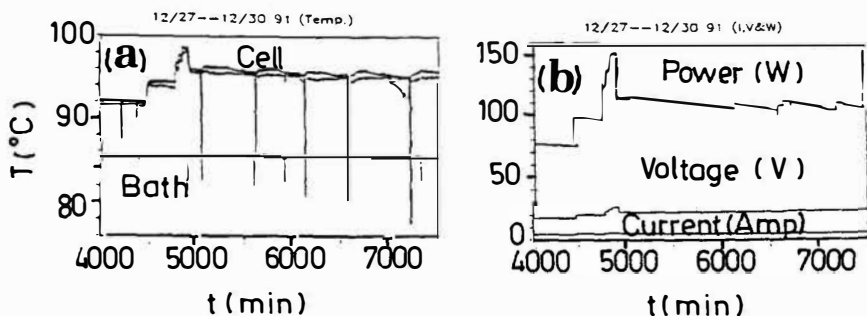 12/27--12/30 91 (Temp.)
100
(a)
Cell
90
T(°C)
Bath
80
4000 5000 6000 7000
t(min)
12/27--12/30 91 (I,V&W)
150
(b)
Power (W)
100
50
Voltage (V)
Current(Amp)
0
4000 5000 6000 7000
t(min)